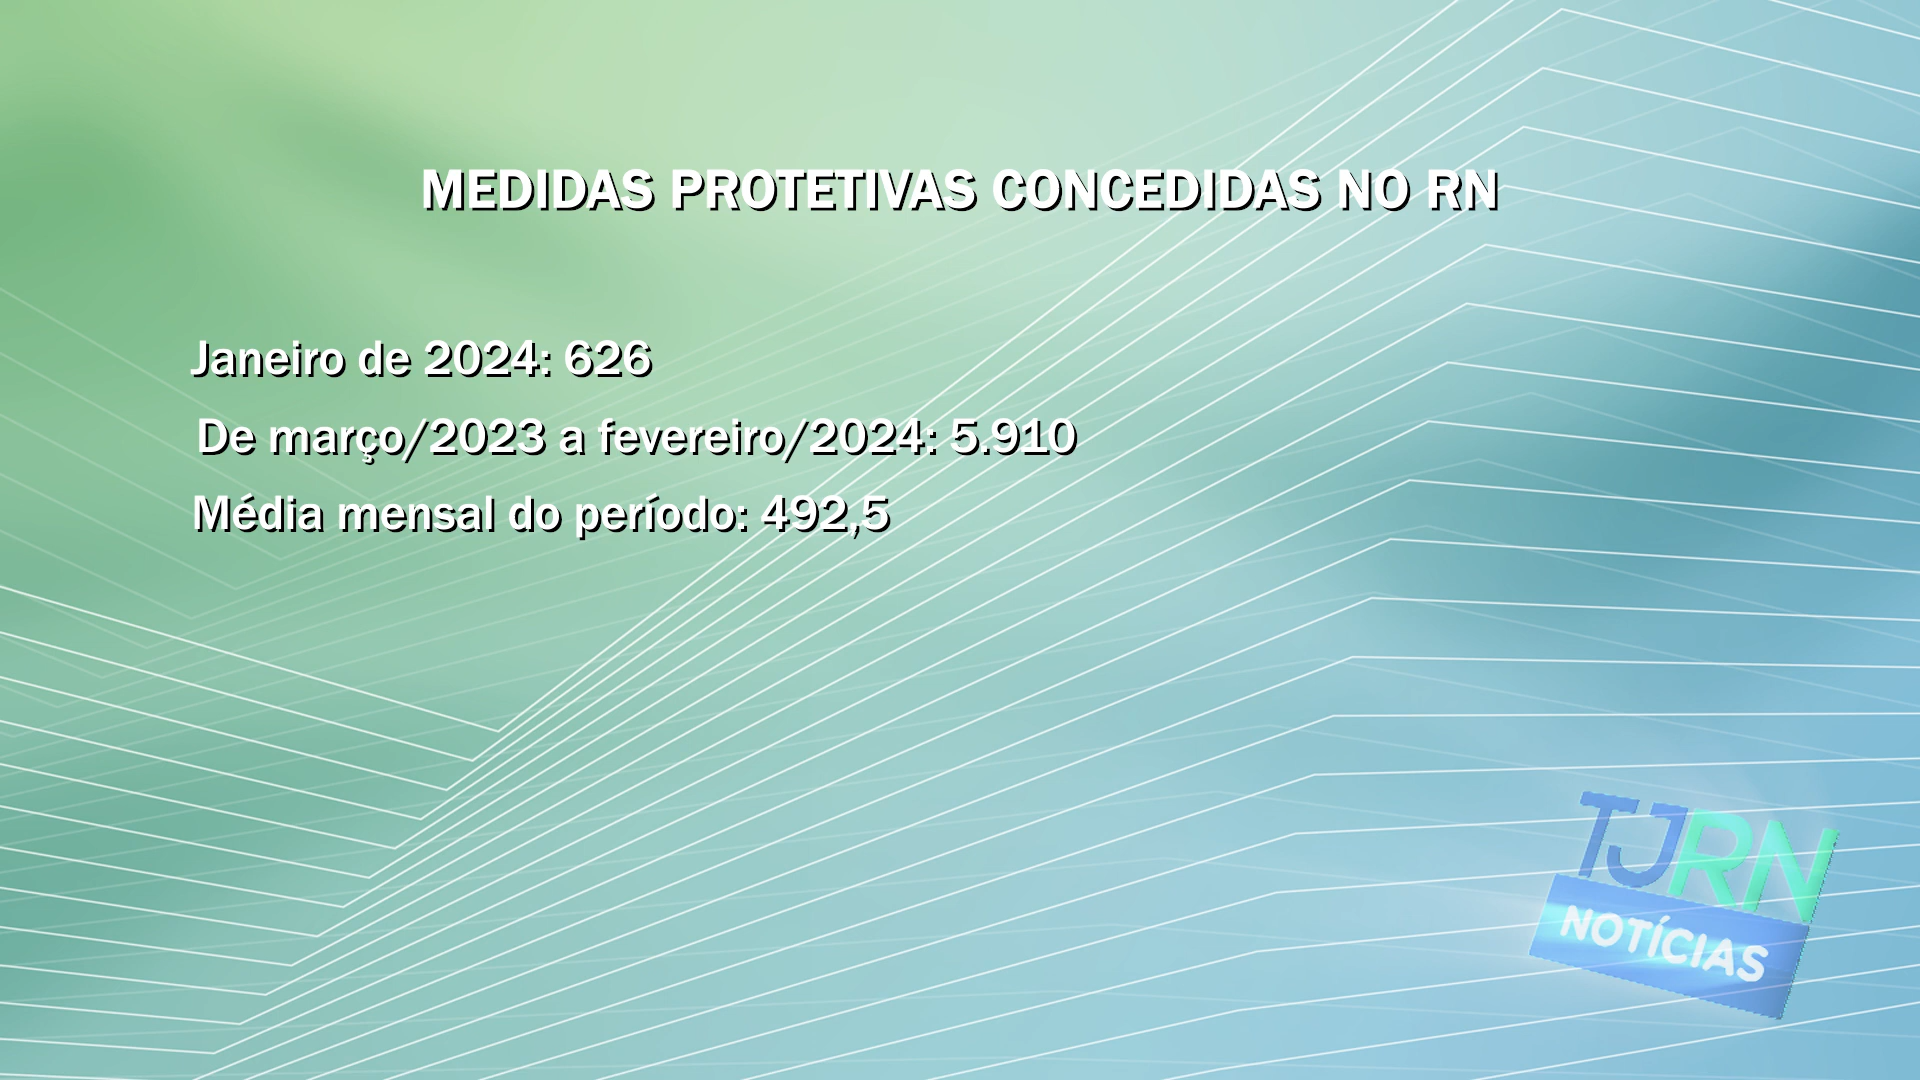 MEDIDAS PROTETIVAS CONCEDIDAS NO RN
Janeiro de 2024: 626
De março/2023 a fevereiro/2024: 5.910
Média mensal do período: 492,5
TJRN
NOTÍCIAS